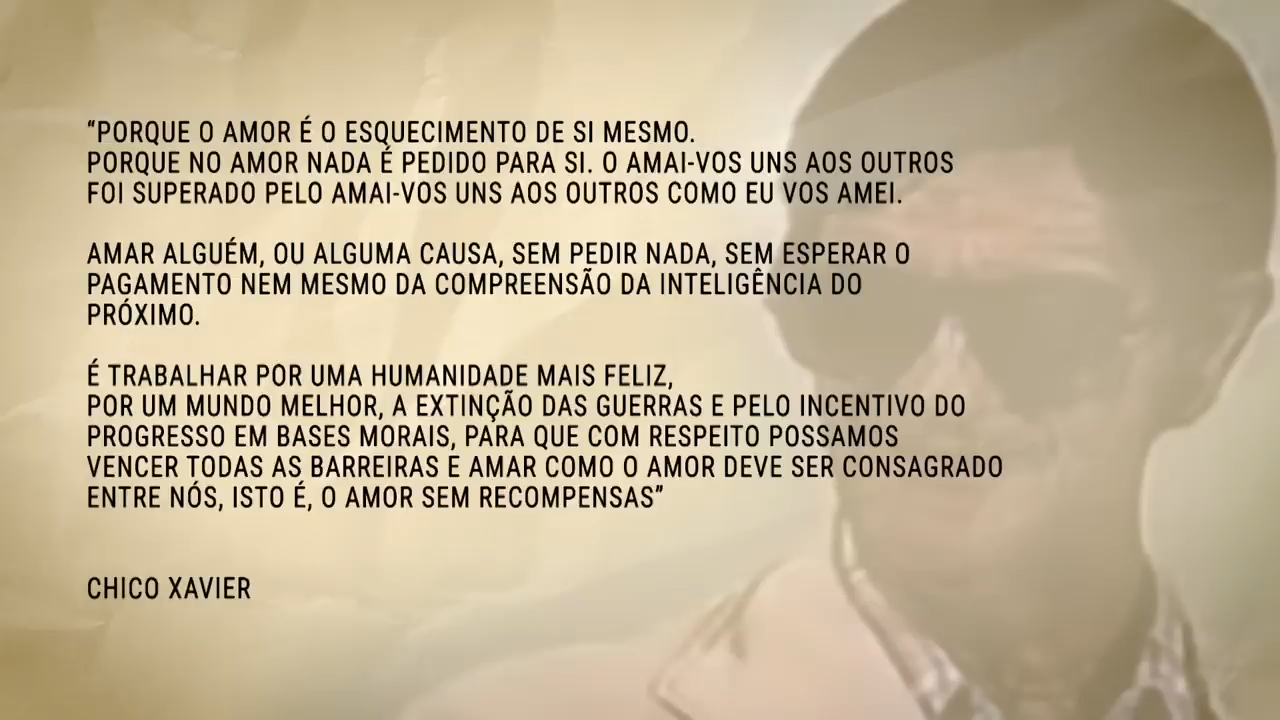 “PORQUE O AMOR É O ESQUECIMENTO DE SI MESMO.
PORQUE NO AMOR NADA É PEDIDO PARA SI. O AMAI-VOS UNS AOS OUTROS
FOI SUPERADO PELO AMAI-VOS UNS AOS OUTROS COMO EU VOS AMEI.
AMAR ALGUÉM, OU ALGUMA CAUSA, SEM PEDIR NADA, SEM ESPERAR O
PAGAMENTO NEM MESMO DA COMPREENSÃO DA INTELIGÊNCIA DO
PRÓXIMO.
É TRABALHAR POR UMA HUMANIDADE MAIS FELIZ,
POR UM MUNDO MELHOR, A EXTINÇÃO DAS GUERRAS E PELO INCENTIVO DO
PROGRESSO EM BASES MORAIS, PARA QUE COM RESPEITO POSSAMOS
VENCER TODAS AS BARREIRAS E AMAR COMO O AMOR DEVE SER CONSAGRADO
ENTRE NÓS, ISTO É, O AMOR SEM RECOMPENSAS”
CHICO XAVIER